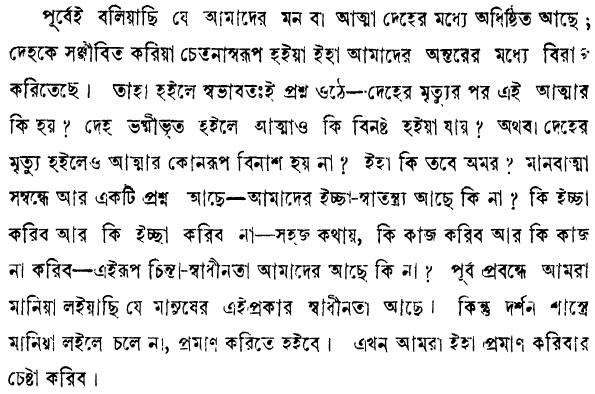 পূর্বেই বলিয়াছি যে আমাদের মন বা আত্মা দেহের মধ্যে অধিষ্ঠিত আছে ;
দেহকে সঞ্জীবিত করিয়া চেতনাস্বরূপ হইয়া ইহা আমাদের অন্তরের মধ্যে বিরাজ
করিতেছে। তাহা হইলে স্বভাবতঃই প্রশ্ন ওঠে—দেহের মৃত্যুর পর এই আত্মার
কি হয় ? দেহ ভস্মীভূত হইলে আত্মাও কি বিনষ্ট হইয়া যায় ? অথবা দেহের
মৃত্যু হইলেও আত্মার কোনরূপ বিনাশ হয় না ? ইহা কি তবে অমর ? মানবাত্মা
সম্বন্ধে আর একটি প্রশ্ন আছে—আমাদের ইচ্ছা-স্বাতন্ত্র্য আছে কি না ? কি ইচ্ছা
করিব আর কি ইচ্ছা করিব না—সহজ কথায়, কি কাজ করিব আর কি কাজ
না করিব—এইরূপ চিন্তা-স্বাধীনতা আমাদের আছে কি না ? পূর্ব প্রবন্ধে আমরা
মানিয়া লইয়াছি যে মানুষের এইপ্রকার স্বাধীনতা আছে। কিন্তু দর্শন শাস্ত্রে
মানিয়া লইলে চলে না, প্রমাণ করিতে হইবে। এখন আমরা ইহা প্রমাণ করিবার
চেষ্টা করিব।